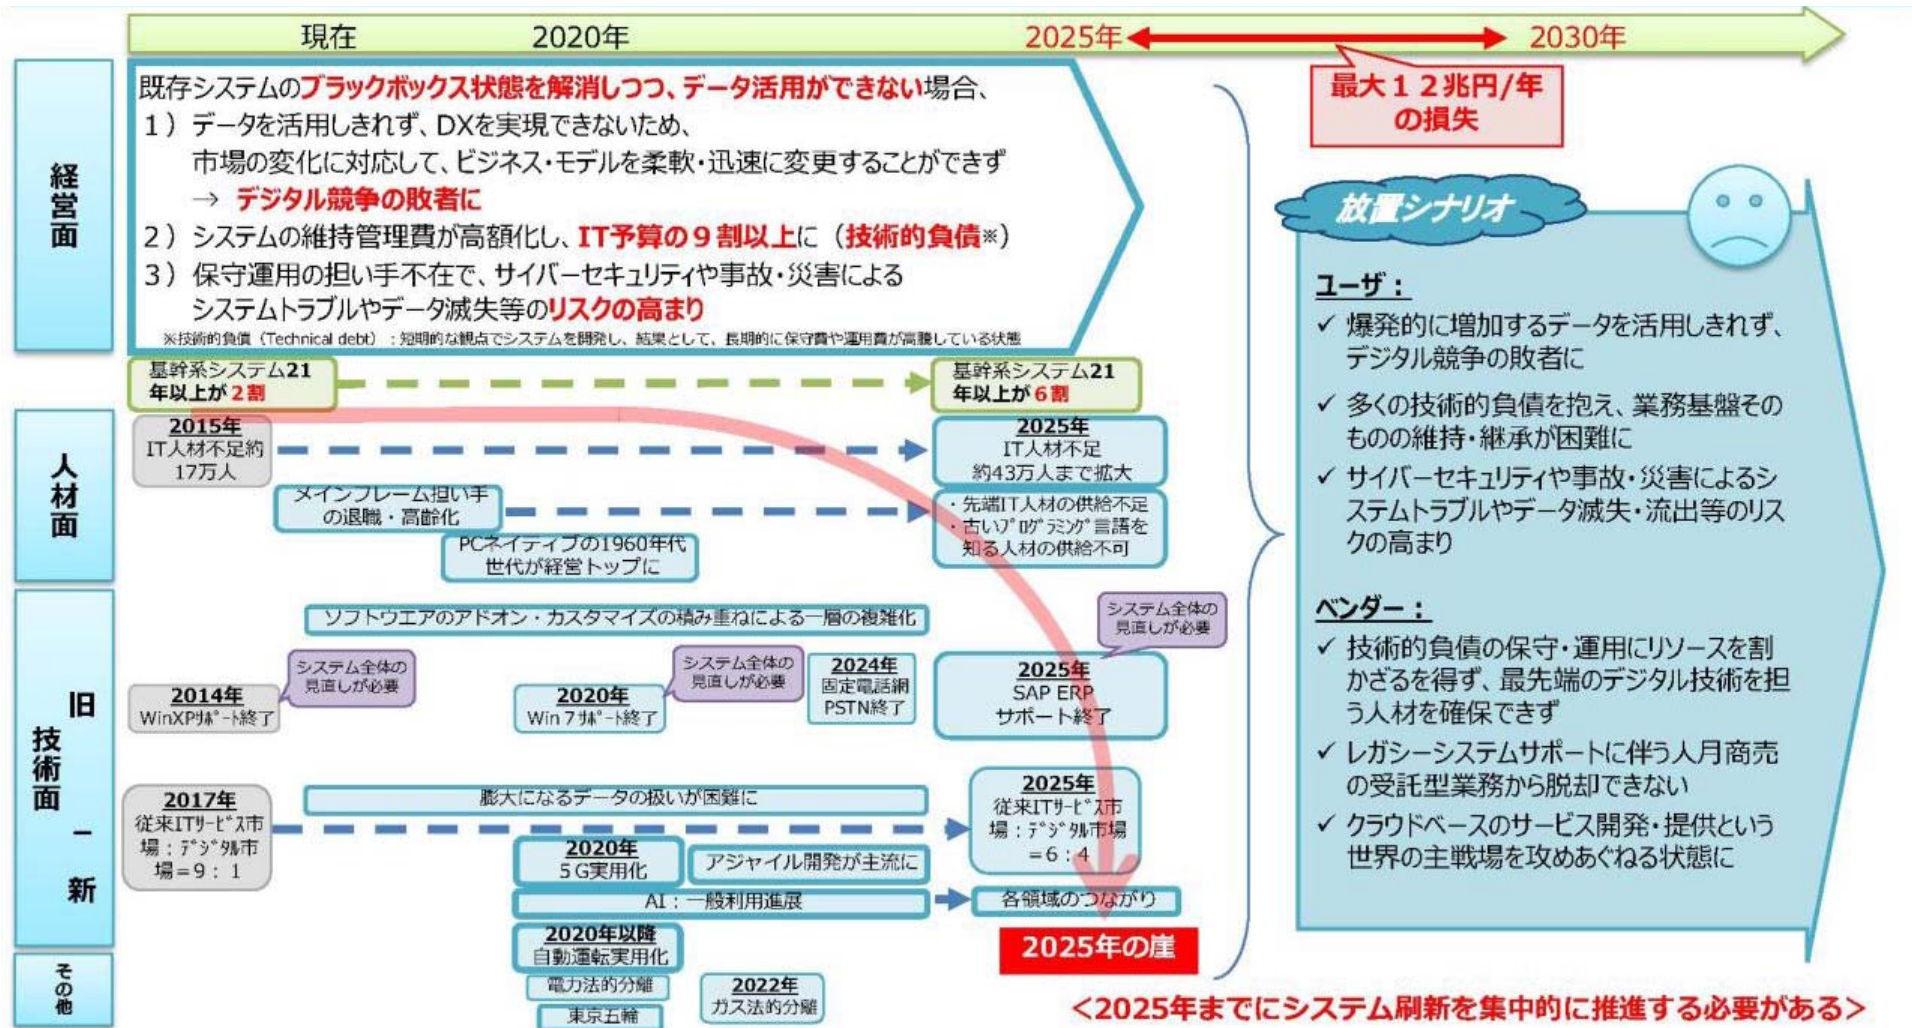 現在
2020年
2025年
2030年
最大12兆円/年
の損失
経営面
既存システムのブラックボックス状態を解消しつつ、データ活用ができない場合、
1）データを活用しきれず、DXを実現できないため、
市場の変化に対応して、ビジネス・モデルを柔軟・迅速に変更することができず
→ デジタル競争の敗者に
2）システムの維持管理費が高額化し、IT予算の9割以上に（技術的負債※）
3）保守運用の担い手不在で、サイバーセキュリティや事故・災害による
システムトラブルやデータ滅失等のリスクの高まり
※技術的負債（Technical debt）：短期的な観点でシステムを開発し、結果として、長期的に保守費や運用費が高騰している状態
基幹系システム21
年以上が2割
基幹系システム21
年以上が6割
人材面
2015年
IT人材不足約
17万人
2025年
IT人材不足
約43万人まで拡大
メインフレーム担い手
の退職・高齢化
・先端IT人材の供給不足
・古いﾌﾟﾛｸﾞﾗﾐﾝｸﾞ言語を
知る人材の供給不可
PCネイティブの1960年代
世代が経営トップに
技術面
旧ー新
ソフトウエアのアドオン・カスタマイズの積み重ねによる一層の複雑化
システム全体の
見直しが必要
2014年
WinXPｻﾎﾟｰﾄ終了
システム全体の
見直しが必要
2020年
Win7ｻﾎﾟｰﾄ終了
システム全体の
見直しが必要
2024年
固定電話網
PSTN終了
2025年
SAP ERP
サポート終了
2017年
従来ITｻｰﾋﾞｽ市
場：ﾃﾞｼﾞﾀﾙ市
場＝9：1
膨大になるデータの扱いが困難に
2025年
従来ITｻｰﾋﾞｽ市
場：ﾃﾞｼﾞﾀﾙ市場
＝6：4
2020年
5G実用化
アジャイル開発が主流に
AI：一般利用進展
各領域のつながり
2020年以降
自動運転実用化
2025年の崖
その他
電力法的分離
東京五輪
2022年
ガス法的分離
放置シナリオ
ユーザ：
✓ 爆発的に増加するデータを活用しきれず、
デジタル競争の敗者に
✓ 多くの技術的負債を抱え、業務基盤その
ものの維持・継承が困難に
✓ サイバーセキュリティや事故・災害によるシ
ステムトラブルやデータ滅失・流出等のリス
クの高まり
ベンダー：
✓ 技術的負債の保守・運用にリソースを割
かざるを得ず、最先端のデジタル技術を担
う人材を確保できず
✓ レガシーシステムサポートに伴う人月商売
の受託型業務から脱却できない
✓ クラウドベースのサービス開発・提供という
世界の主戦場を攻めあぐねる状態に
＜2025年までにシステム刷新を集中的に推進する必要がある＞